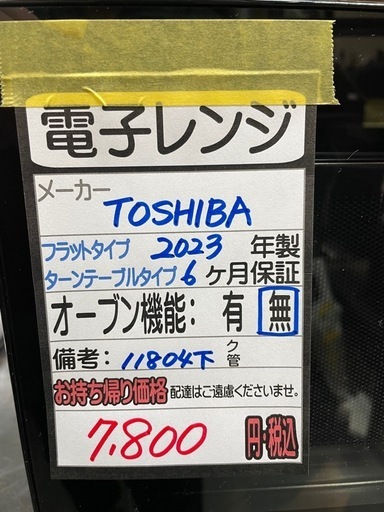 電子レンジ
メーカー
TOSHIBA
フラットタイプ 2023 年製
ターンテーブルタイプ 6 ヶ月保証
オーブン機能: 有 無
備考: 11804下 ク管
お持ち帰り価格 配達はご遠慮くださいませ。
7,800 円・税込